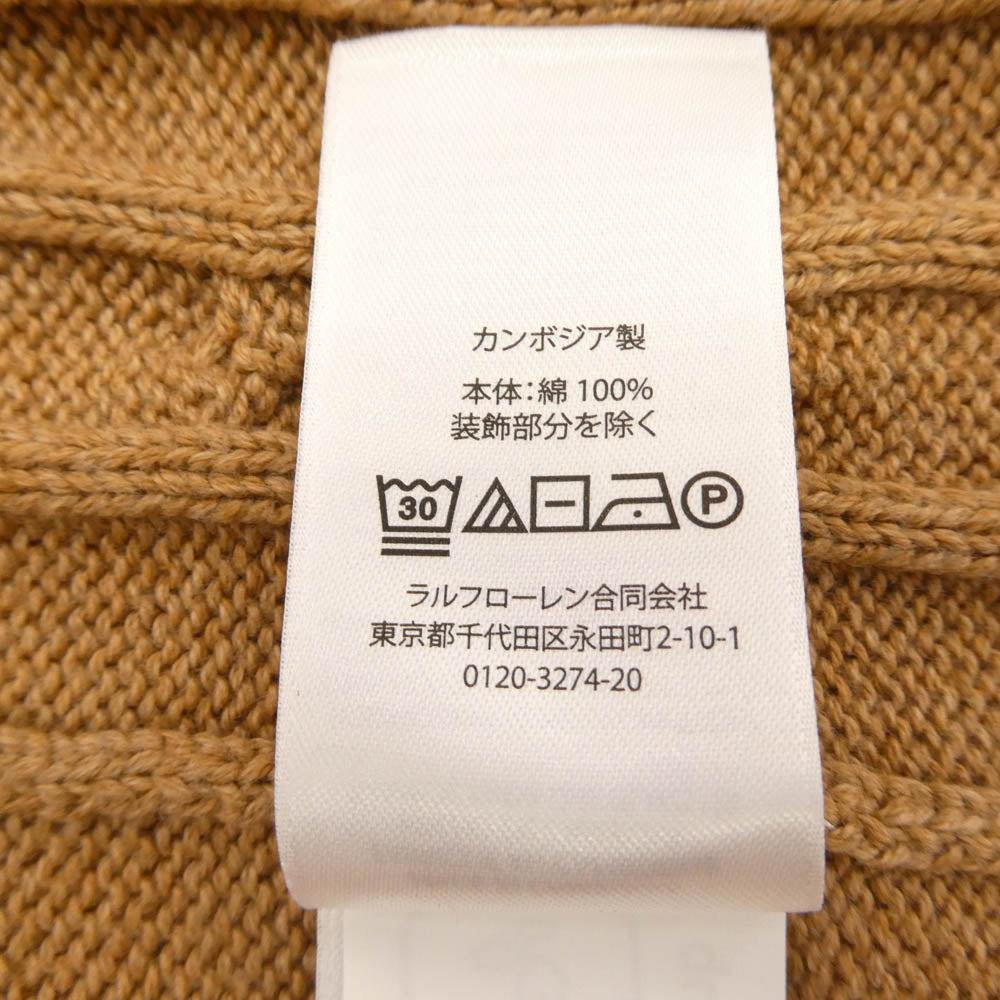 カンボジア製
本体：綿 100%
装飾部分を除く
30 P
ラルフローレン合同会社
東京都千代田区永田町2-10-1
0120-3274-20